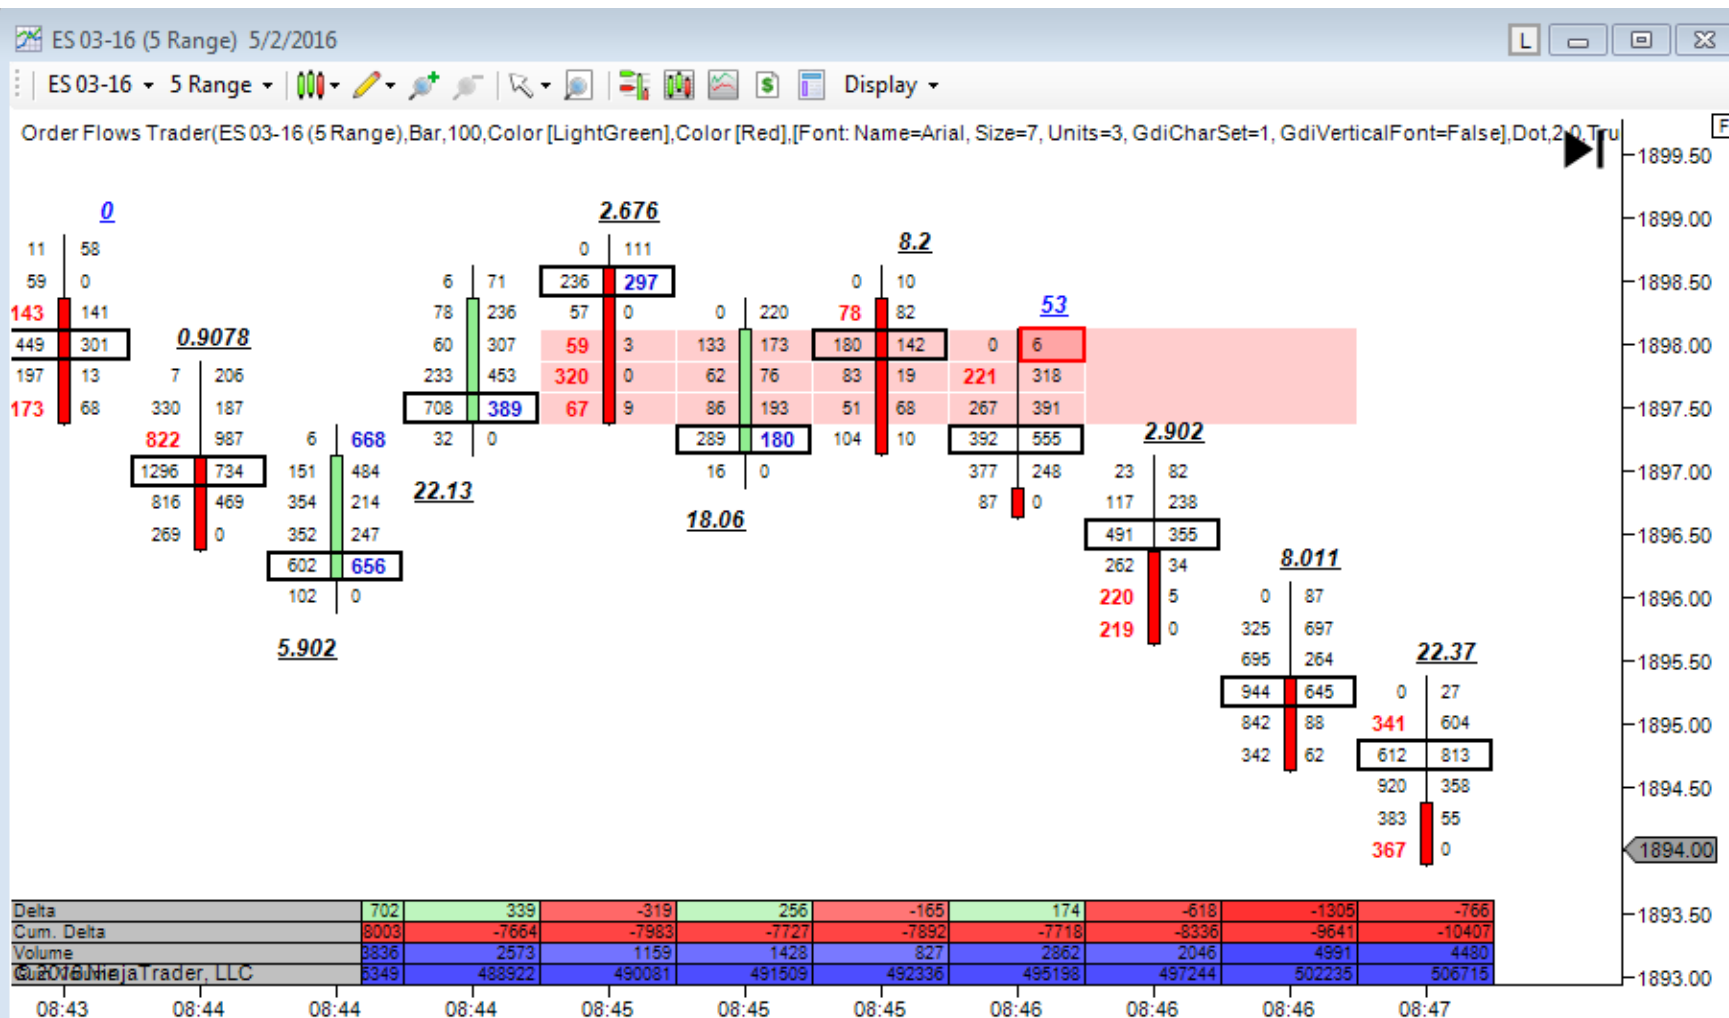 ES 03-16 (5 Range) 5/2/2016
L
ES 03-16 5 Range Display
Order Flows Trader(ES 03-16 (5 Range),Bar,100,Color [LightGreen],Color [Red],[Font: Name=Arial, Size=7, Units=3, GdiCharSet=1, GdiVerticalFont=False],Dot,2,0,Tru
F
1899.50
0 2.676 1899.00
11 58 0 111 8.2
59 0 6 71 236 297 0 10 1898.50
143 141 78 236 57 0 0 220 78 82 53
449 301 0.9078 60 307 59 3 133 173 180 142 0 6 1898.00
197 13 7 206 233 453 320 0 62 76 83 19 221 318
173 68 330 187 708 389 67 9 86 193 51 68 267 391 1897.50
822 987 6 668 32 0 289 180 104 10 392 555 2.902
1296 734 151 484 22.13 16 0 377 248 23 82 1897.00
816 469 354 214 18.06 87 0 117 238
269 0 352 247 491 355 1896.50
602 656 262 34 8.011
102 0 220 5 0 87 1896.00
5.902 219 0 325 697
695 264 22.37 1895.50
944 645 0 27
842 88 341 604 1895.00
342 62 612 813
920 358 1894.50
383 55
367 0 1894.00
Delta 702 339 -319 256 -165 174 -618 -1305 -766 1893.50
Cum. Delta 8003 -7664 -7983 -7727 -7892 -7718 -8336 -9641 -10407
Volume 3836 2573 1159 1428 827 2862 2046 4991 4480
© 2016 NinjaTrader, LLC 6349 488922 490081 491509 492336 495198 497244 502235 506715 1893.00
08:43 08:44 08:44 08:44 08:45 08:45 08:45 08:46 08:46 08:46 08:47